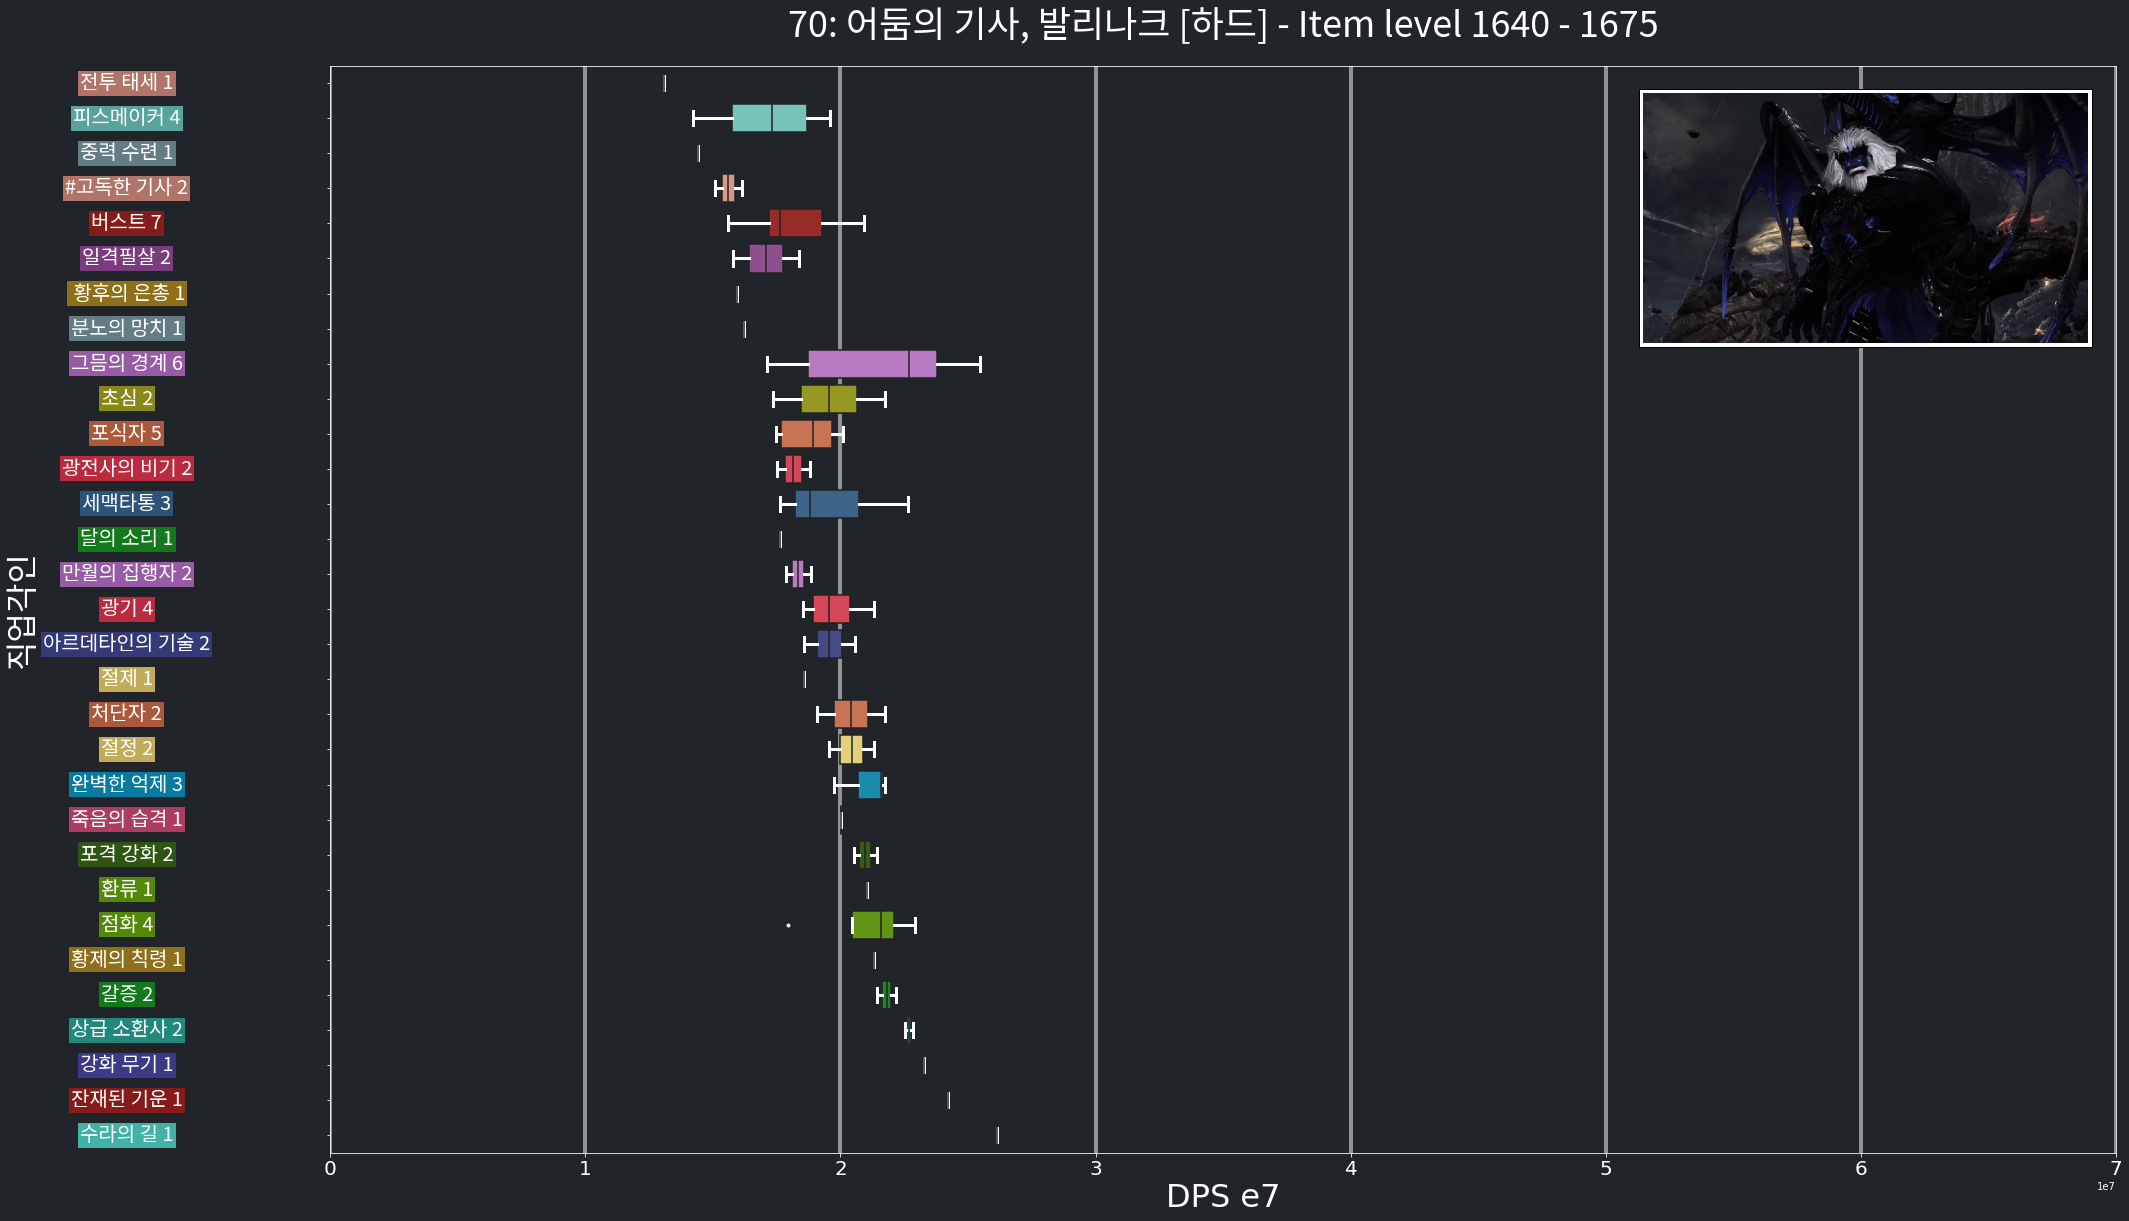 70: 어둠의 기사, 발리나크 [하드] - Item level 1640 - 1675
직업각인
전투 태세 1
피스메이커 4
중력 수련 1
#고독한 기사 2
버스트 7
일격필살 2
황후의 은총 1
분노의 망치 1
그믐의 경계 6
초심 2
포식자 5
광전사의 비기 2
세맥타통 3
달의 소리 1
만월의 집행자 2
광기 4
아르데타인의 기술 2
절제 1
처단자 2
절정 2
완벽한 억제 3
죽음의 습격 1
포격 강화 2
환류 1
점화 4
황제의 칙령 1
갈증 2
상급 소환사 2
강화 무기 1
잔재된 기운 1
수라의 길 1
0 1 2 3 4 5 6 7
1e7
DPS e7